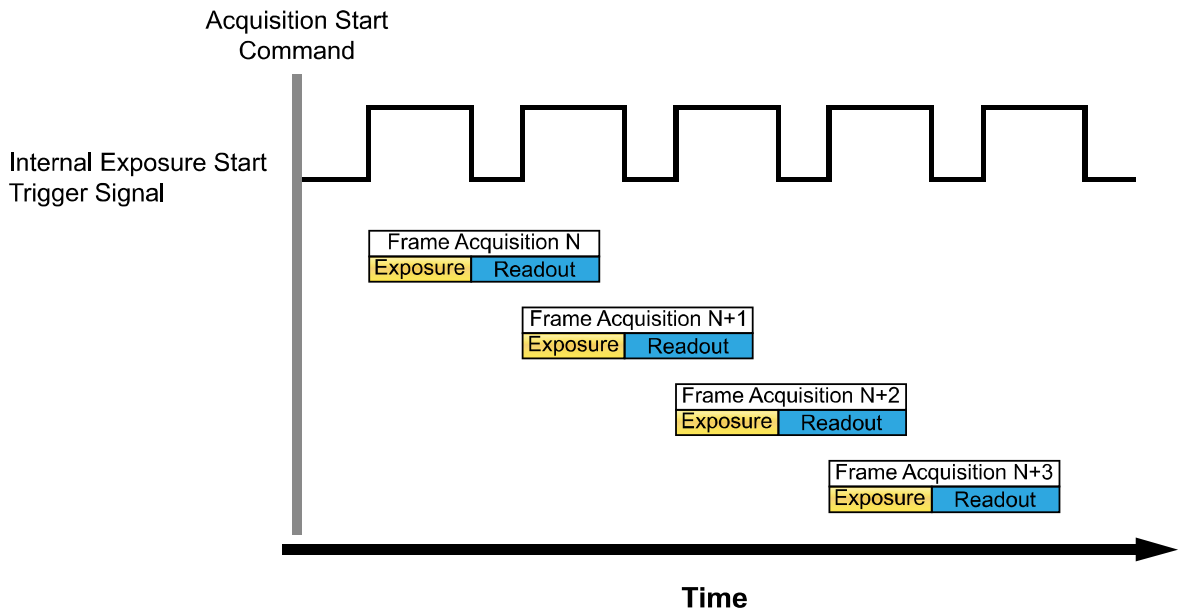 Acquisition Start
Command
Internal Exposure Start
Trigger Signal
Frame Acquisition N
Exposure Readout
Frame Acquisition N+1
Exposure Readout
Frame Acquisition N+2
Exposure Readout
Frame Acquisition N+3
Exposure Readout
Time